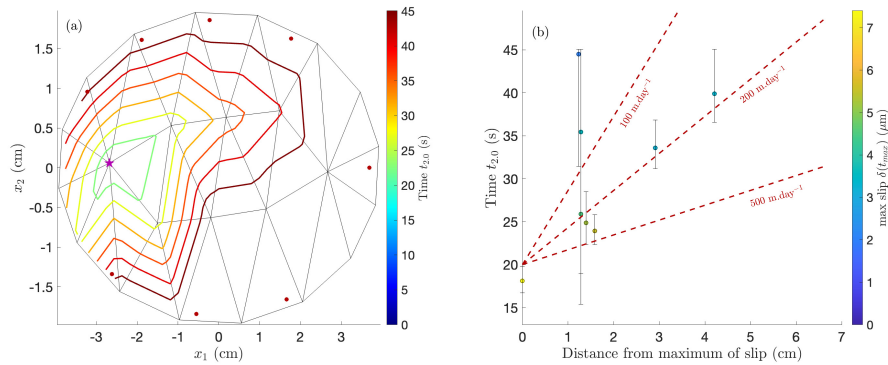 (a)
2
1.5
1
0.5
0
-0.5
-1
-1.5
x₂ (cm)
-3 -2 -1 0 1 2 3
x₁ (cm)
45
40
35
30
25
20
15
10
5
0
Time t₂.₀ (s)
(b)
45
40
35
30
25
20
15
Time t₂.₀ (s)
100 m.day⁻¹
200 m.day⁻¹
500 m.day⁻¹
0 1 2 3 4 5 6 7
Distance from maximum of slip (cm)
7
6
5
4
3
2
1
0
max slip δ(tₘₐₓ) (μm)